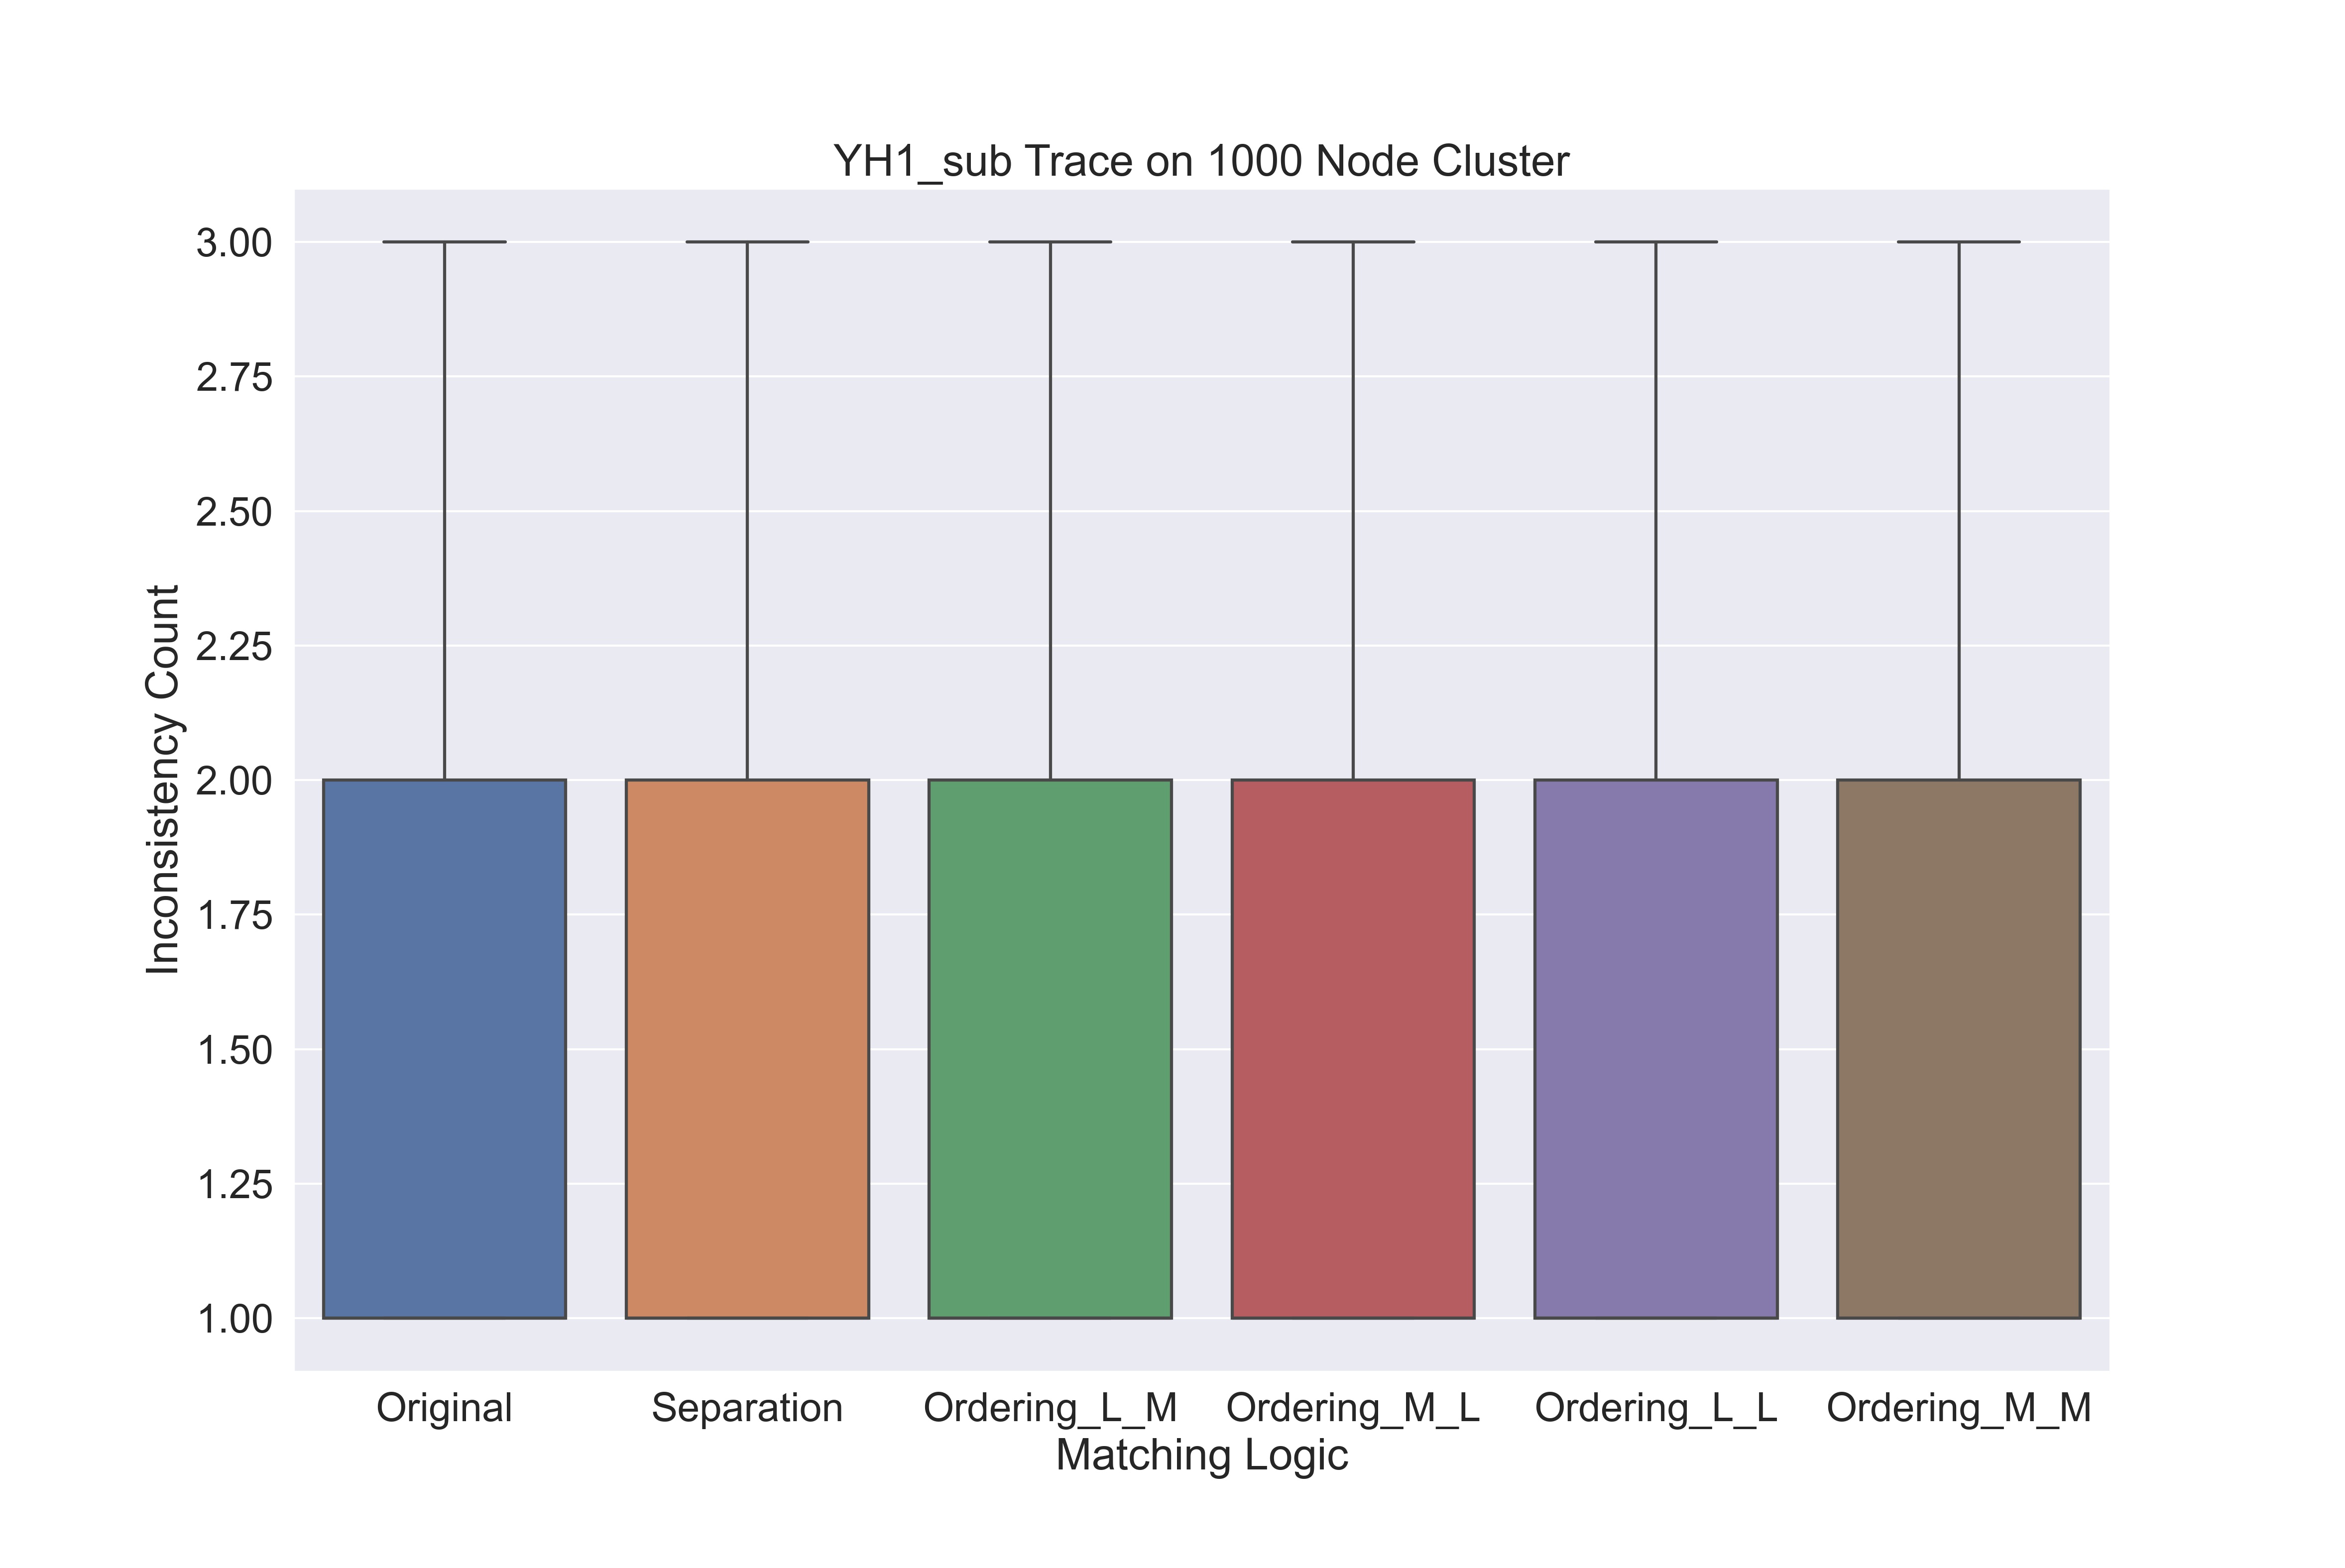 YH1_sub Trace on 1000 Node Cluster
3.00
2.75
2.50
2.25
2.00
1.75
1.50
1.25
1.00
Inconsistency Count
Original Separation Ordering_L_M Ordering_M_L Ordering_L_L Ordering_M_M
Matching Logic